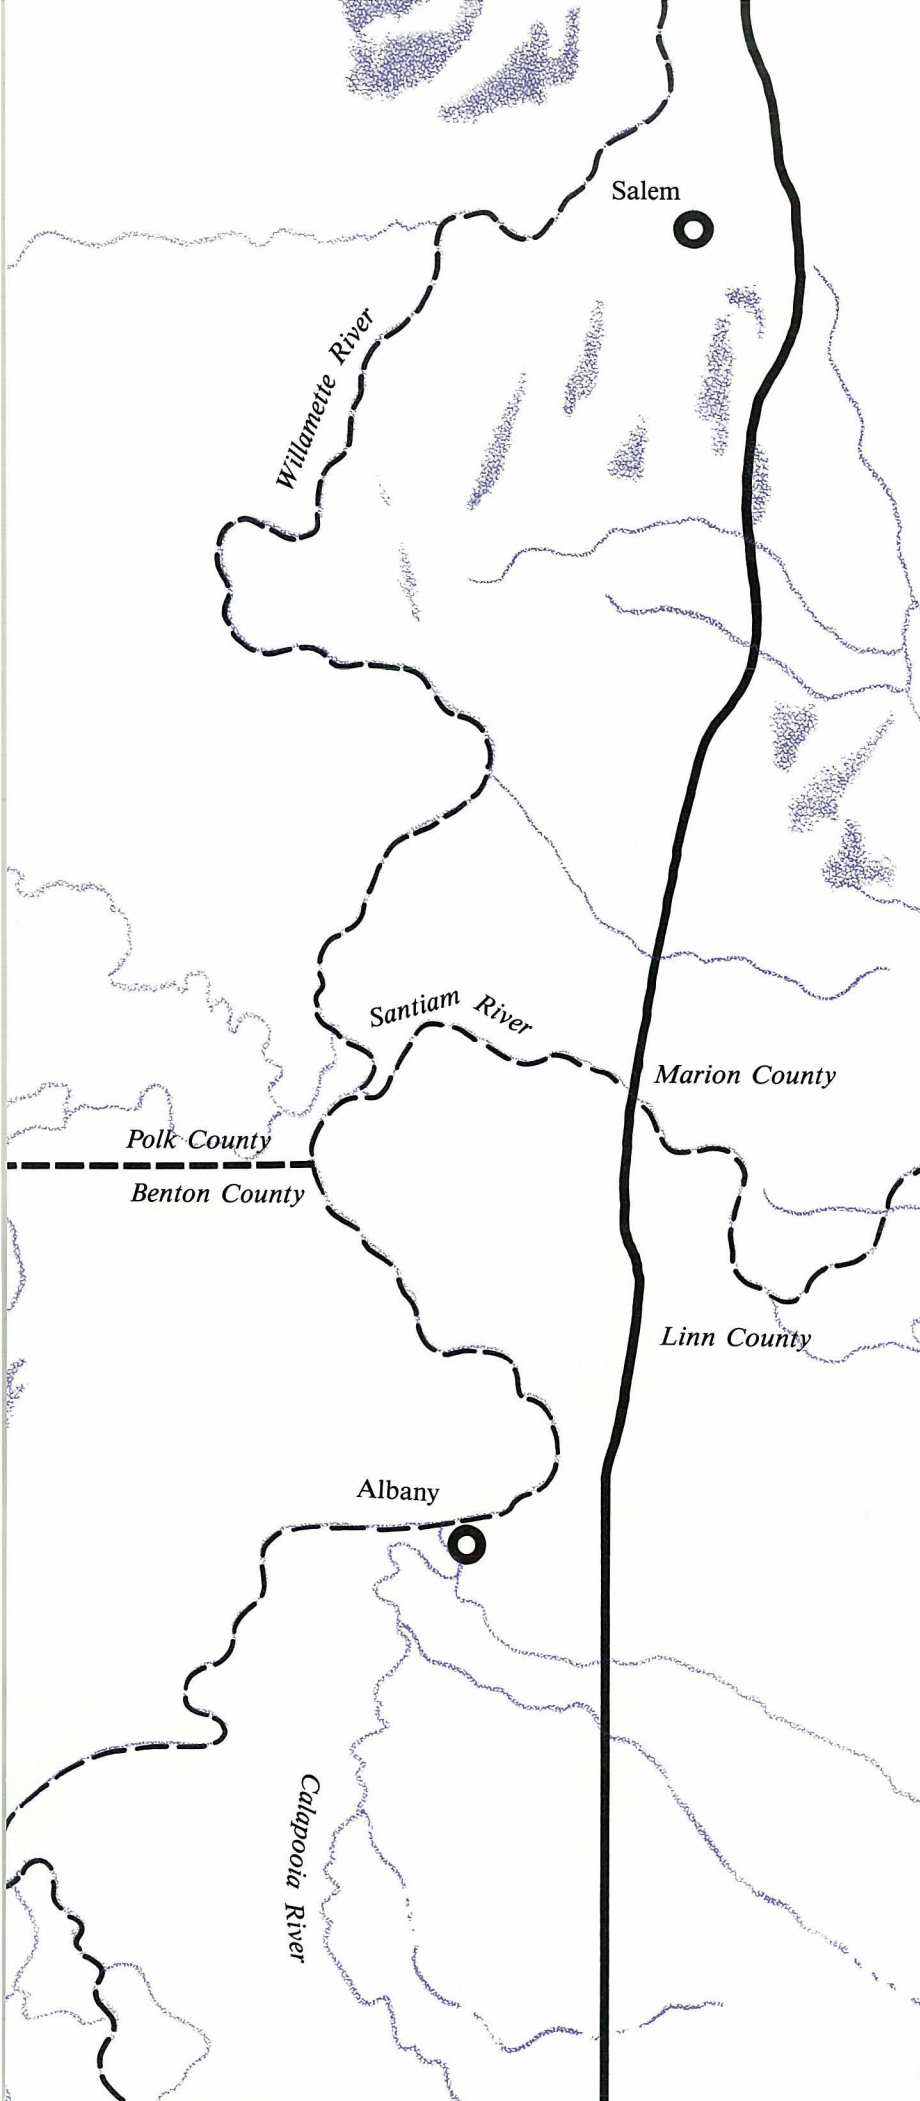 Salem
Willamette River
Santiam River
Marion County
Polk County
Benton County
Linn County
Albany
Calapooia River